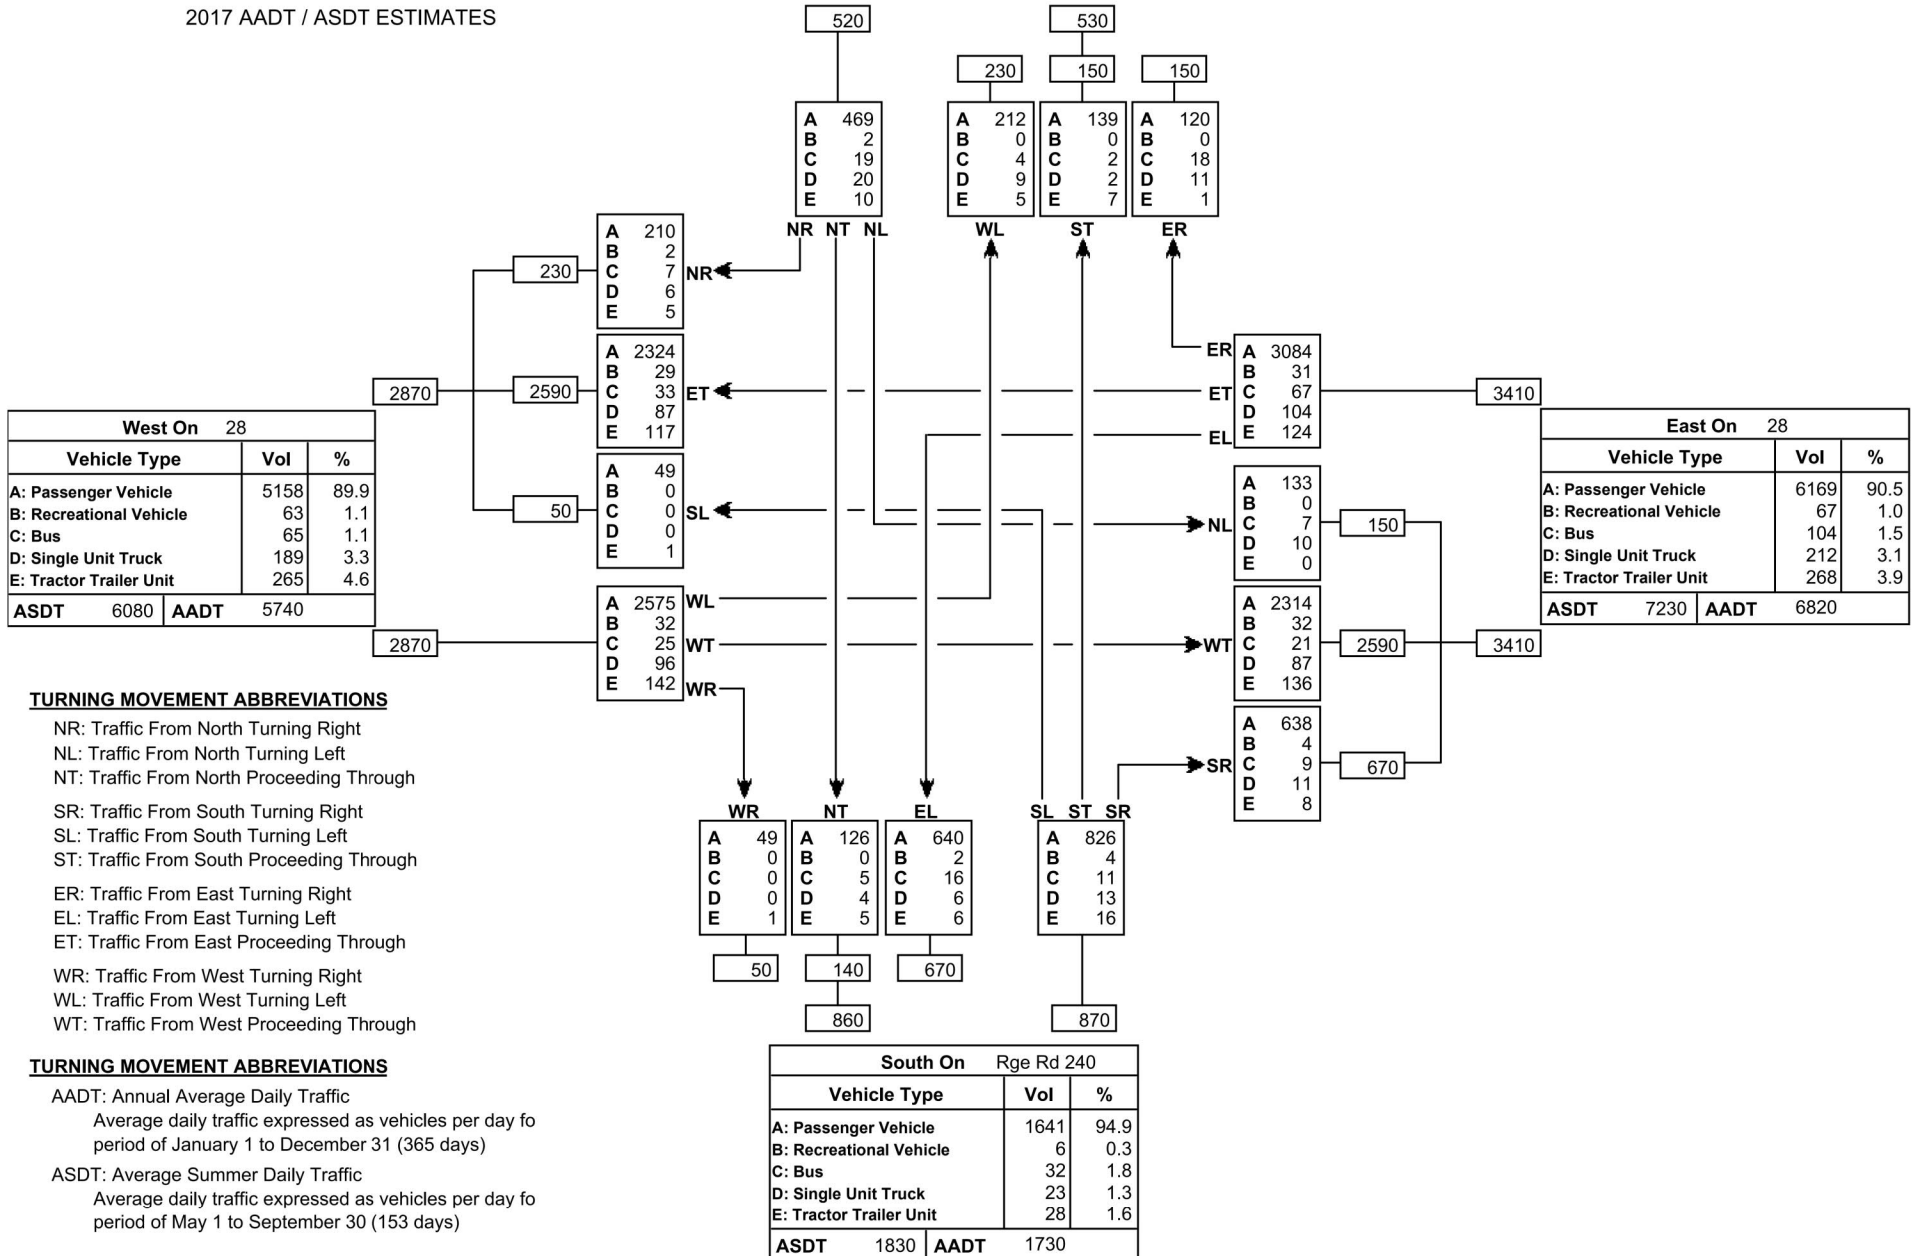 2017 AADT / ASDT ESTIMATES
520
530
230
150
150
A 469
B 2
C 19
D 20
E 10
A 212
B 0
C 4
D 9
E 5
A 139
B 0
C 2
D 2
E 7
A 120
B 0
C 18
D 11
E 1
NR NT NL
WL
ST
ER
230
A 210
B 2
C 7
D 6
E 5
NR
2870
2590
A 2324
B 29
C 33
D 87
E 117
ET
50
A 49
B 0
C 0
D 0
E 1
SL
2870
A 2575
B 32
C 25
D 96
E 142
WL
WT
WR
ER
ET
EL
A 3084
B 31
C 67
D 104
E 124
3410
NL
A 133
B 0
C 7
D 10
E 0
150
WT
A 2314
B 32
C 21
D 87
E 136
2590
3410
SR
A 638
B 4
C 9
D 11
E 8
670
West On 28
Vehicle Type Vol %
A: Passenger Vehicle 5158 89.9
B: Recreational Vehicle 63 1.1
C: Bus 65 1.1
D: Single Unit Truck 189 3.3
E: Tractor Trailer Unit 265 4.6
ASDT 6080 AADT 5740
East On 28
Vehicle Type Vol %
A: Passenger Vehicle 6169 90.5
B: Recreational Vehicle 67 1.0
C: Bus 104 1.5
D: Single Unit Truck 212 3.1
E: Tractor Trailer Unit 268 3.9
ASDT 7230 AADT 6820
WR
NT
EL
SL ST SR
A 49
B 0
C 0
D 0
E 1
A 126
B 0
C 5
D 4
E 5
A 640
B 2
C 16
D 6
E 6
A 826
B 4
C 11
D 13
E 16
50
140
670
860
870
South On Rge Rd 240
Vehicle Type Vol %
A: Passenger Vehicle 1641 94.9
B: Recreational Vehicle 6 0.3
C: Bus 32 1.8
D: Single Unit Truck 23 1.3
E: Tractor Trailer Unit 28 1.6
ASDT 1830 AADT 1730
TURNING MOVEMENT ABBREVIATIONS
NR: Traffic From North Turning Right
NL: Traffic From North Turning Left
NT: Traffic From North Proceeding Through
SR: Traffic From South Turning Right
SL: Traffic From South Turning Left
ST: Traffic From South Proceeding Through
ER: Traffic From East Turning Right
EL: Traffic From East Turning Left
ET: Traffic From East Proceeding Through
WR: Traffic From West Turning Right
WL: Traffic From West Turning Left
WT: Traffic From West Proceeding Through
TURNING MOVEMENT ABBREVIATIONS
AADT: Annual Average Daily Traffic
Average daily traffic expressed as vehicles per day fo
period of January 1 to December 31 (365 days)
ASDT: Average Summer Daily Traffic
Average daily traffic expressed as vehicles per day fo
period of May 1 to September 30 (153 days)